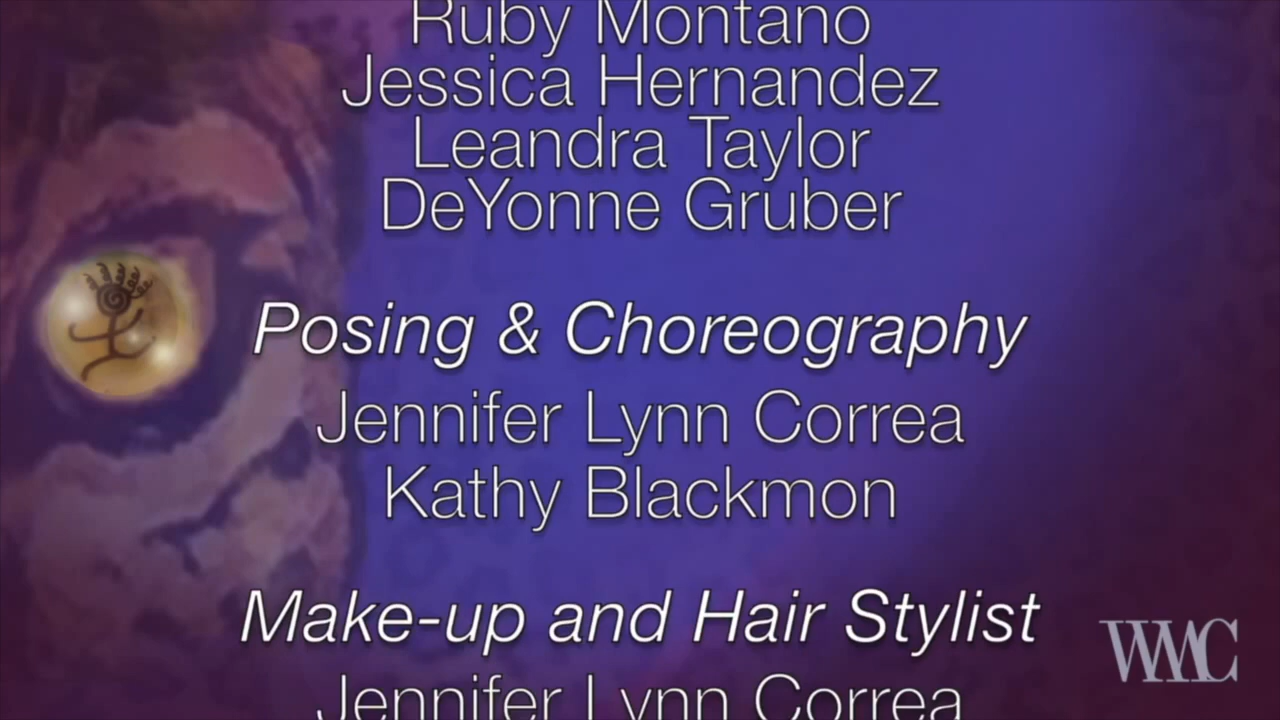 Ruby Montano
Jessica Hernandez
Leandra Taylor
DeYonne Gruber
Posing & Choreography
Jennifer Lynn Correa
Kathy Blackmon
Make-up and Hair Stylist
Jennifer Lynn Correa
WMC